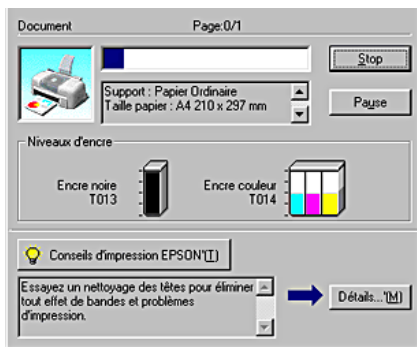 Document Page:0/1
Stop
Support : Papier Ordinaire
Taille papier : A4 210 x 297 mm
Pause
Niveaux d'encre
Encre noire
T013
Encre couleur
T014
Conseils d'impression EPSON'(T)
Essayez un nettoyage des têtes pour éliminer
tout effet de bandes et problèmes
d'impression.
Détails...'(M)